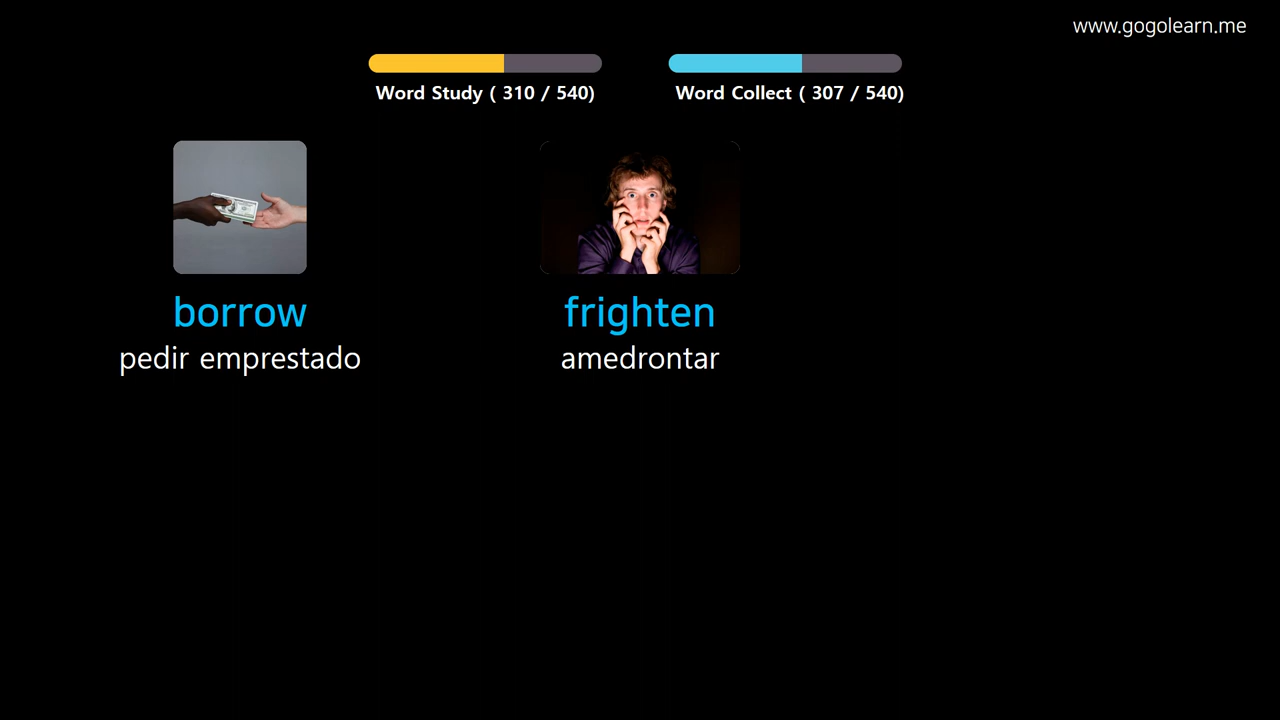 www.gogolearn.me
Word Study ( 310 / 540)
Word Collect ( 307 / 540)
borrow
pedir emprestado
frighten
amedrontar